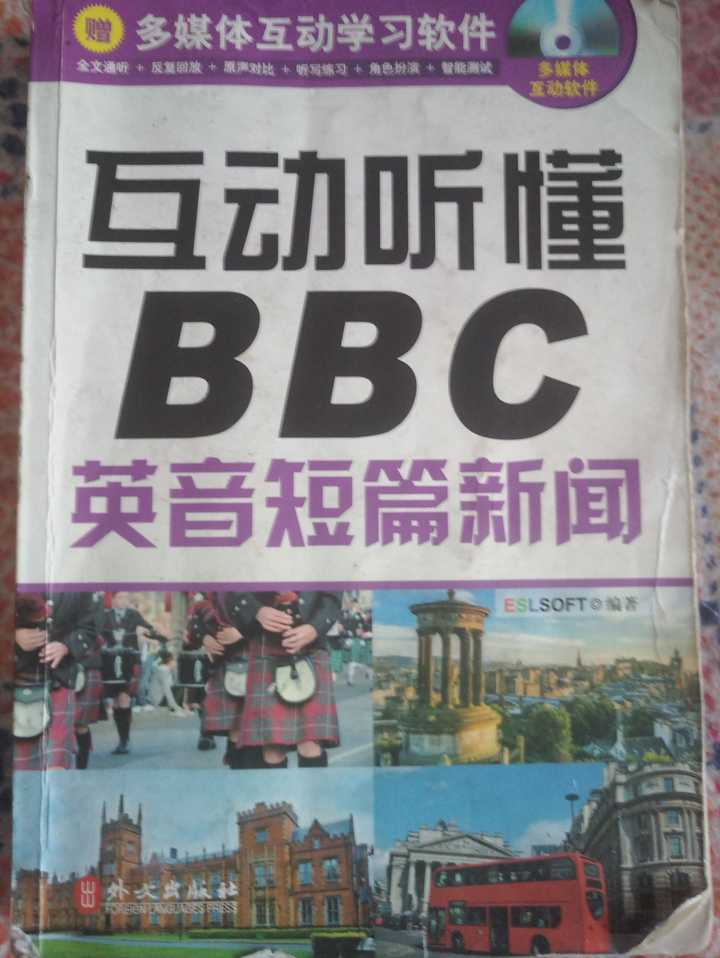 赠 多媒体互动学习软件
全文通听 + 反复回放 + 原声对比 + 听写练习 + 角色扮演 + 智能测试
多媒体
互动软件
互动听懂
BBC
英音短篇新闻
ESLSOFT© 编著
外文出版社
FOREIGN LANGUAGES PRESS